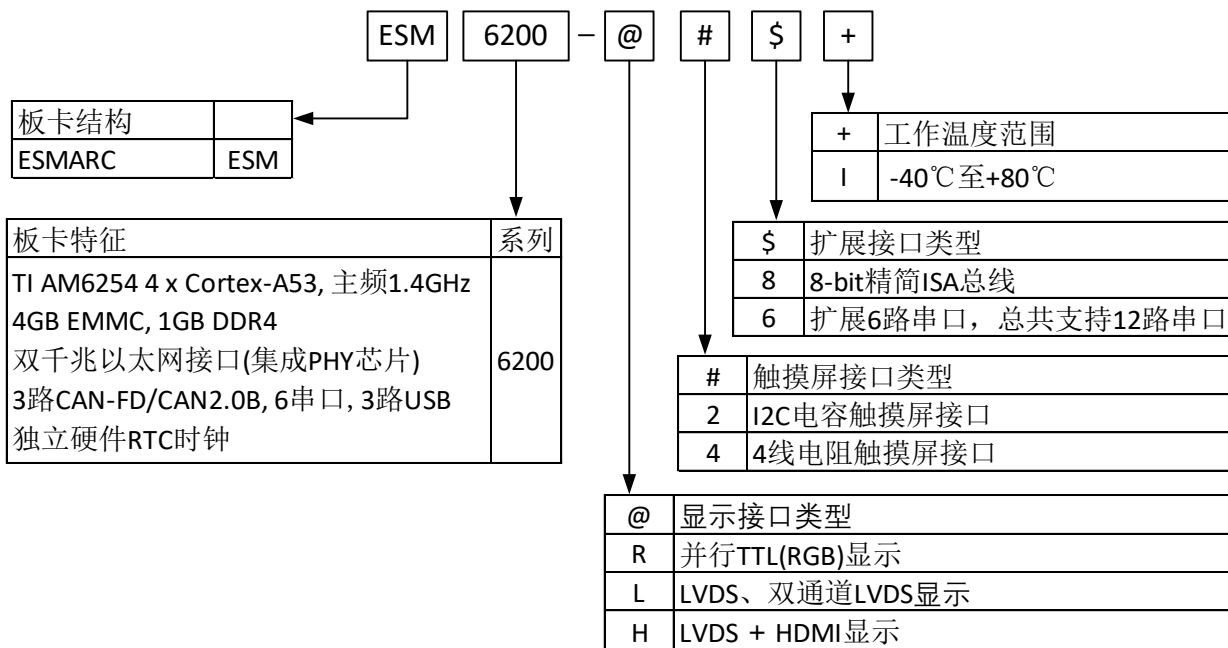 ESM 6200 – @ # $ +
板卡结构
ESMARC ESM
+ 工作温度范围
I -40℃至+80℃
板卡特征 系列
TI AM6254 4 x Cortex-A53, 主频1.4GHz
4GB EMMC, 1GB DDR4
双千兆以太网接口(集成PHY芯片)
3路CAN-FD/CAN2.0B, 6串口, 3路USB
独立硬件RTC时钟
6200
$ 扩展接口类型
8 8-bit精简ISA总线
6 扩展6路串口，总共支持12路串口
# 触摸屏接口类型
2 I2C电容触摸屏接口
4 4线电阻触摸屏接口
@ 显示接口类型
R 并行TTL(RGB)显示
L LVDS、双通道LVDS显示
H LVDS + HDMI显示